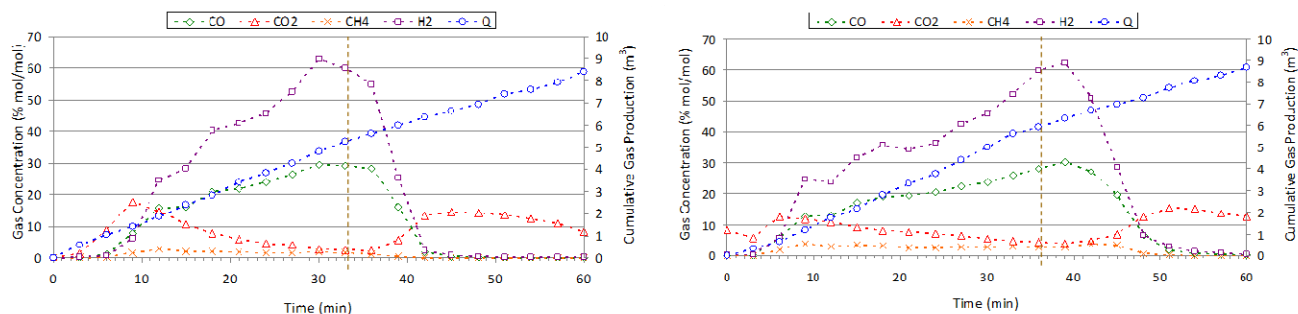 CO CO2 CH4 H2 Q
70 60 50 40 30 20 10 0
Gas Concentration (% mol/mol)
10 9 8 7 6 5 4 3 2 1 0
Cumulative Gas Production (m³)
0 10 20 30 40 50 60
Time (min)
CO CO2 CH4 H2 Q
70 60 50 40 30 20 10 0
Gas Concentration (% mol/mol)
10 9 8 7 6 5 4 3 2 1 0
Cumulative Gas Production (m³)
0 10 20 30 40 50 60
Time (min)